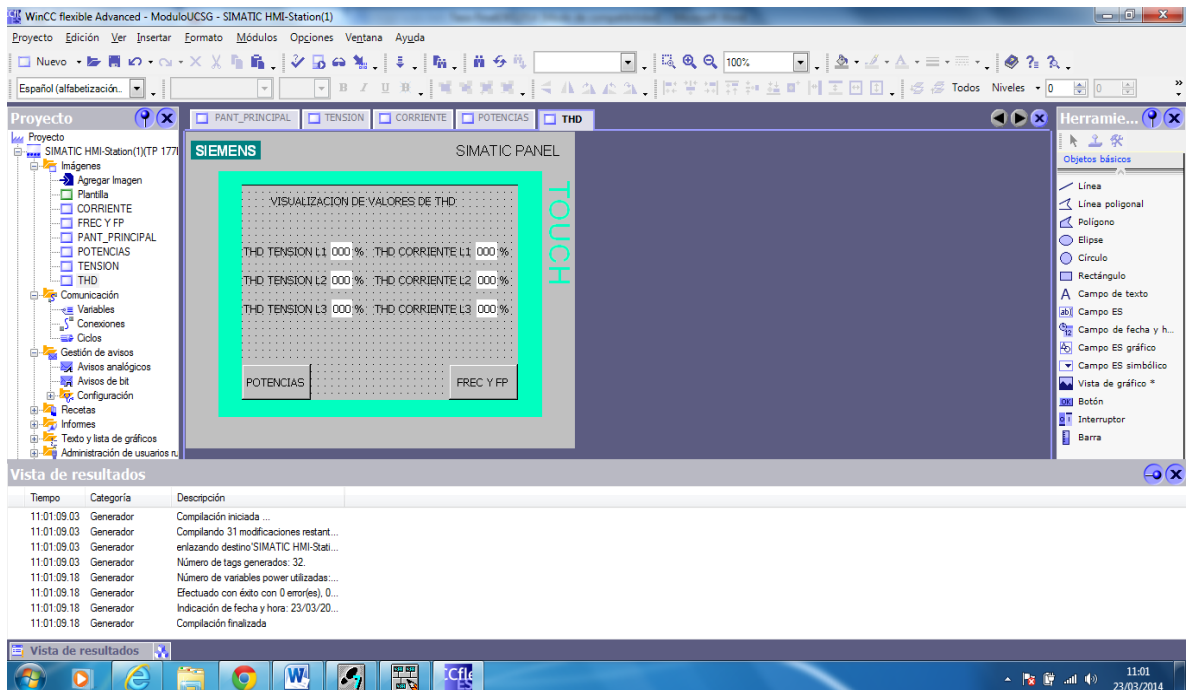 WinCC flexible Advanced - ModuloUCSG - SIMATIC HMI-Station(1)
Proyecto Edición Ver Insertar Formato Módulos Opciones Ventana Ayuda
Nuevo 100%
Español (alfabetización.. Todos Niveles 0 0
Proyecto
PANT_PRINCIPAL TENSION CORRIENTE POTENCIAS THD
Herramie...
Proyecto
SIMATIC HMI-Station(1)(TP 177
Imágenes
Agregar Imagen
Plantilla
CORRIENTE
FREC Y FP
PANT_PRINCIPAL
POTENCIAS
TENSION
THD
Comunicación
Variables
Conexiones
Ciclos
Gestión de avisos
Avisos analógicos
Avisos de bit
Configuración
Recetas
Informes
Texto y lista de gráficos
Administración de usuarios ru
SIEMENS SIMATIC PANEL
TOUCH
VISUALIZACION DE VALORES DE THD
THD TENSION L1 000 % THD CORRIENTE L1 000 %
THD TENSION L2 000 % THD CORRIENTE L2 000 %
THD TENSION L3 000 % THD CORRIENTE L3 000 %
POTENCIAS FREC Y FP
Objetos básicos
Línea
Línea poligonal
Polígono
Elipse
Círculo
Rectángulo
Campo de texto
Campo ES
Campo de fecha y h...
Campo ES gráfico
Campo ES simbólico
Vista de gráfico *
Botón
Interruptor
Barra
Vista de resultados
Tiempo Categoría Descripción
11:01:09.03 Generador Compilación iniciada ...
11:01:09.03 Generador Compilando 31 modificaciones restant...
11:01:09.03 Generador enlazando destino'SIMATIC HMI-Stati...
11:01:09.03 Generador Número de tags generados: 32.
11:01:09.18 Generador Número de variables power utilizadas:...
11:01:09.18 Generador Efectuado con éxito con 0 error(es), 0...
11:01:09.18 Generador Indicación de fecha y hora: 23/03/20...
11:01:09.18 Generador Compilación finalizada
Vista de resultados
11:01
23/03/2014